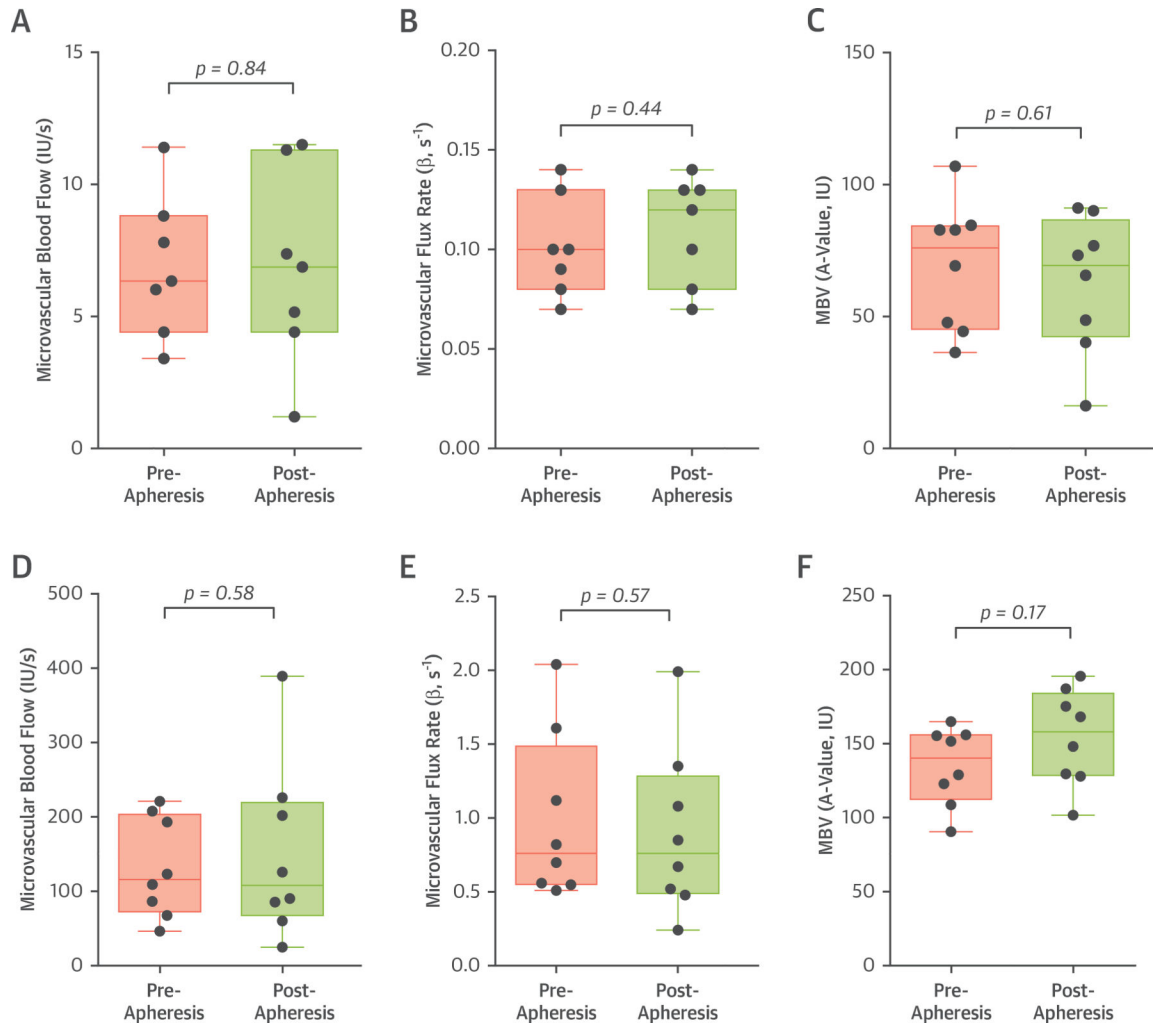 A
Microvascular Blood Flow (IU/s)
15
10
5
0
p = 0.84
Pre-
Apheresis
Post-
Apheresis
B
Microvascular Flux Rate (β, s⁻¹)
0.20
0.15
0.10
0.05
0.00
p = 0.44
Pre-
Apheresis
Post-
Apheresis
C
MBV (A-Value, IU)
150
100
50
0
p = 0.61
Pre-
Apheresis
Post-
Apheresis
D
Microvascular Blood Flow (IU/s)
500
400
300
200
100
0
p = 0.58
Pre-
Apheresis
Post-
Apheresis
E
Microvascular Flux Rate (β, s⁻¹)
2.5
2.0
1.5
1.0
0.5
0.0
p = 0.57
Pre-
Apheresis
Post-
Apheresis
F
MBV (A-Value, IU)
250
200
150
100
50
0
p = 0.17
Pre-
Apheresis
Post-
Apheresis